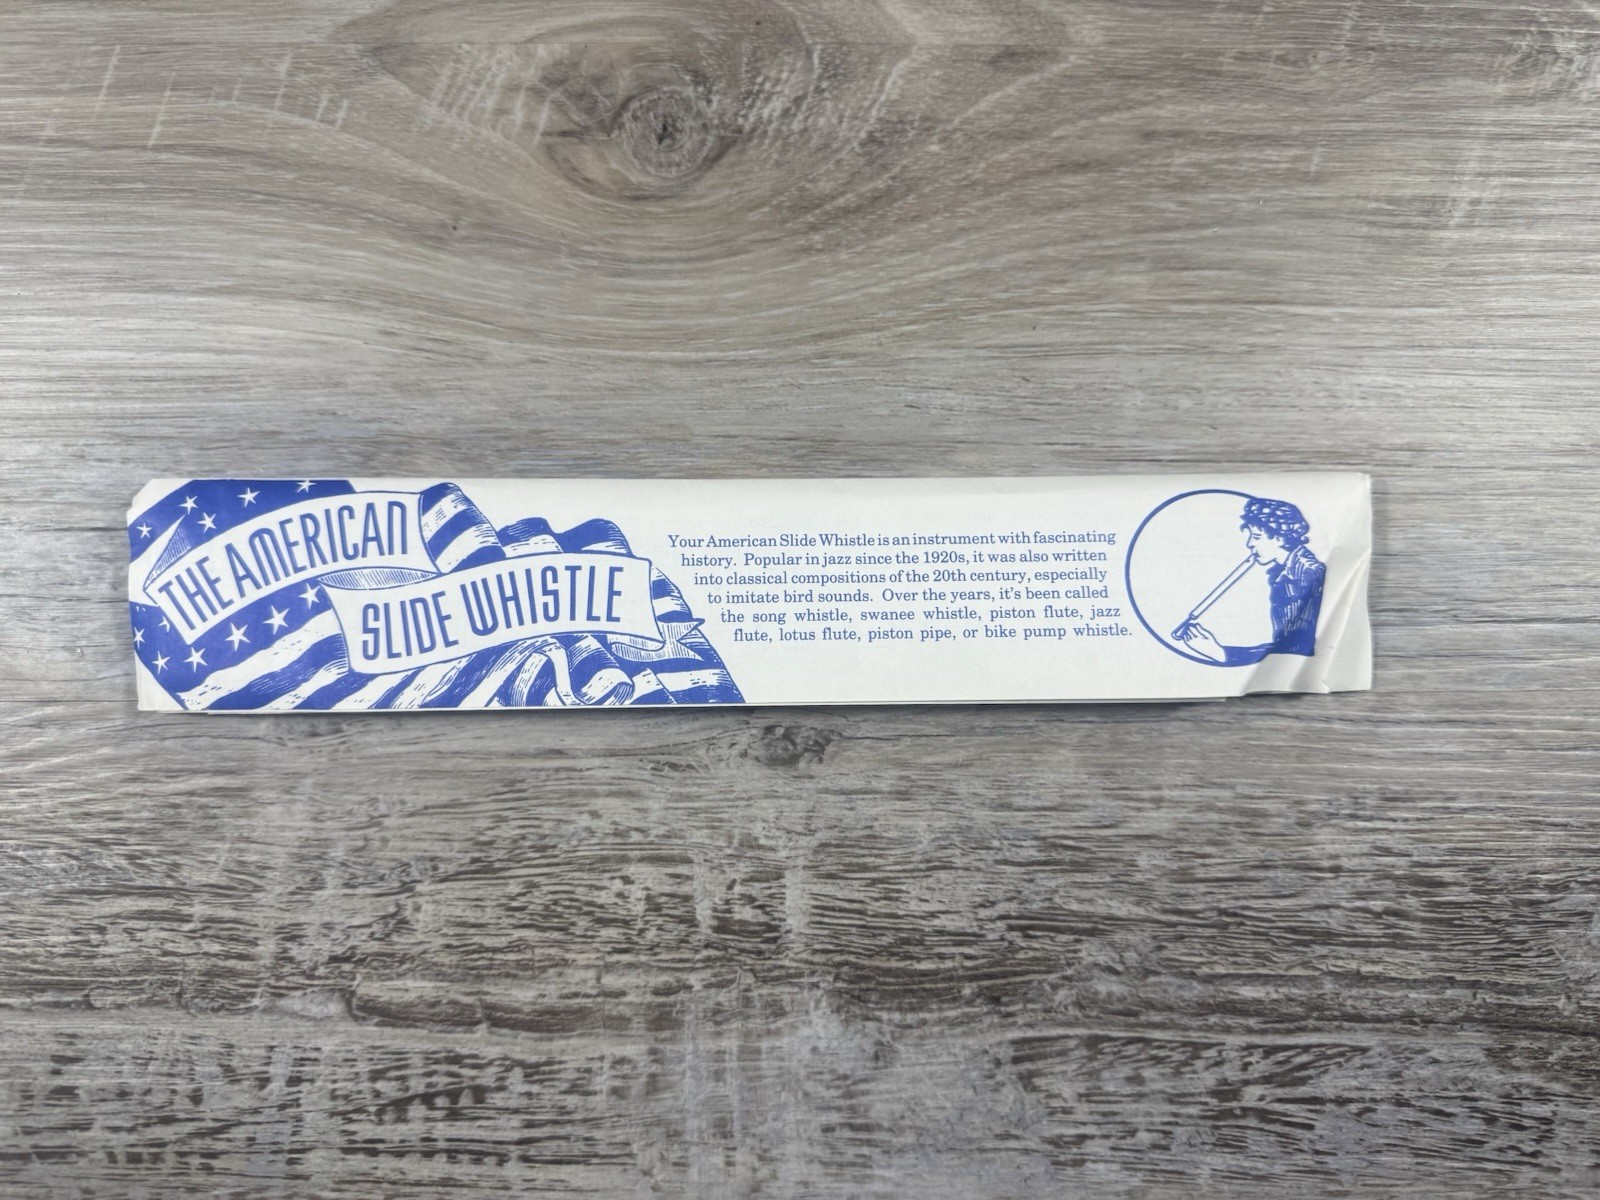 THE AMERICAN
SLIDE WHISTLE
Your American Slide Whistle is an instrument with fascinating
history. Popular in jazz since the 1920s, it was also written
into classical compositions of the 20th century, especially
to imitate bird sounds. Over the years, it's been called
the song whistle, swanee whistle, piston flute, jazz
flute, lotus flute, piston pipe, or bike pump whistle.